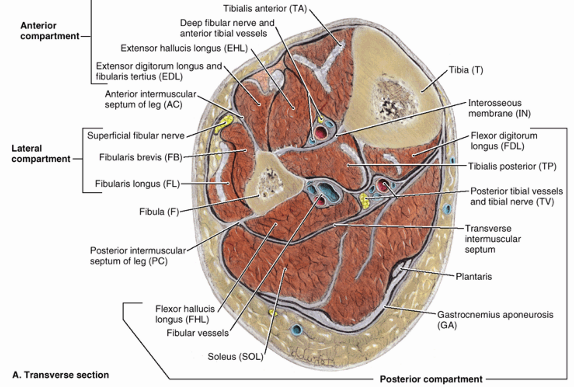 Tibialis anterior (TA)
Deep fibular nerve and
anterior tibial vessels
Extensor hallucis longus (EHL)
Extensor digitorum longus and
fibularis tertius (EDL)
Anterior intermuscular
septum of leg (AC)
Superficial fibular nerve
Fibularis brevis (FB)
Fibularis longus (FL)
Fibula (F)
Posterior intermuscular
septum of leg (PC)
Flexor hallucis
longus (FHL)
Fibular vessels
Soleus (SOL)
Anterior
compartment
Lateral
compartment
Tibia (T)
Interosseous
membrane (IN)
Flexor digitorum
longus (FDL)
Tibialis posterior (TP)
Posterior tibial vessels
and tibial nerve (TV)
Transverse
intermuscular
septum
Plantaris
Gastrocnemius aponeurosis
(GA)
A. Transverse section
Posterior compartment